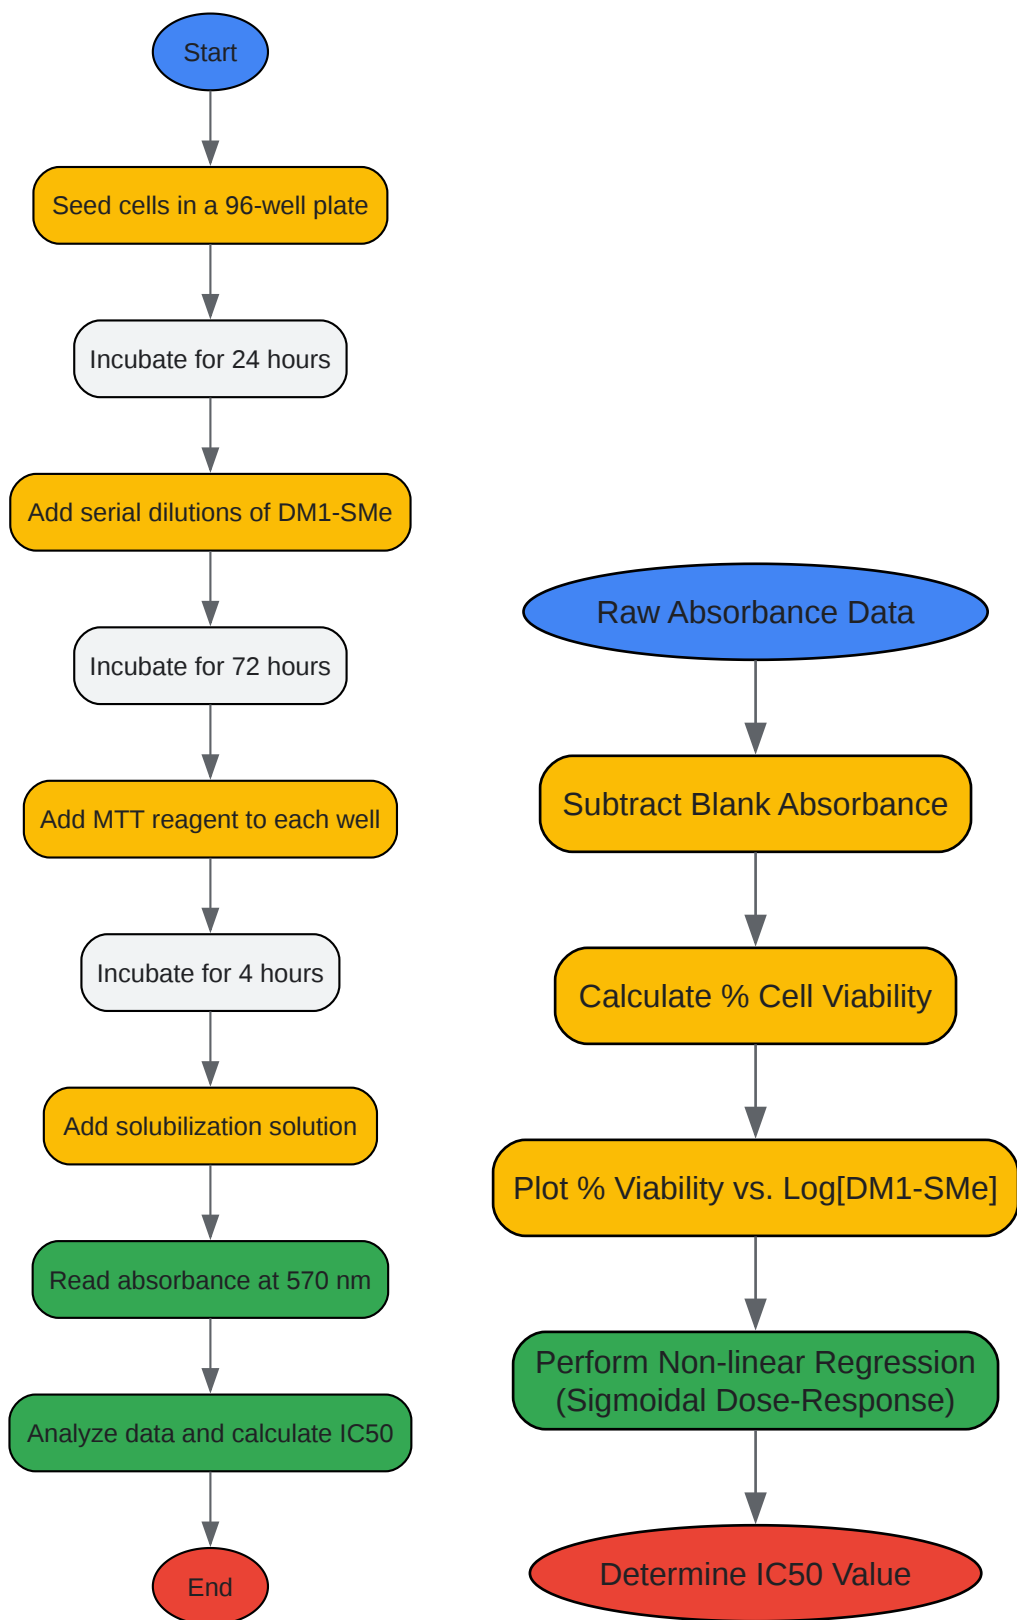 Start
Seed cells in a 96-well plate
Incubate for 24 hours
Add serial dilutions of DM1-SMe
Incubate for 72 hours
Add MTT reagent to each well
Incubate for 4 hours
Add solubilization solution
Read absorbance at 570 nm
Analyze data and calculate IC50
End
Raw Absorbance Data
Subtract Blank Absorbance
Calculate % Cell Viability
Plot % Viability vs. Log[DM1-SMe]
Perform Non-linear Regression
(Sigmoidal Dose-Response)
Determine IC50 Value